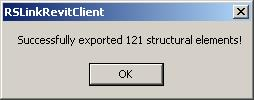 RSLinkRevitClient
Successfully exported 121 structural elements!
OK